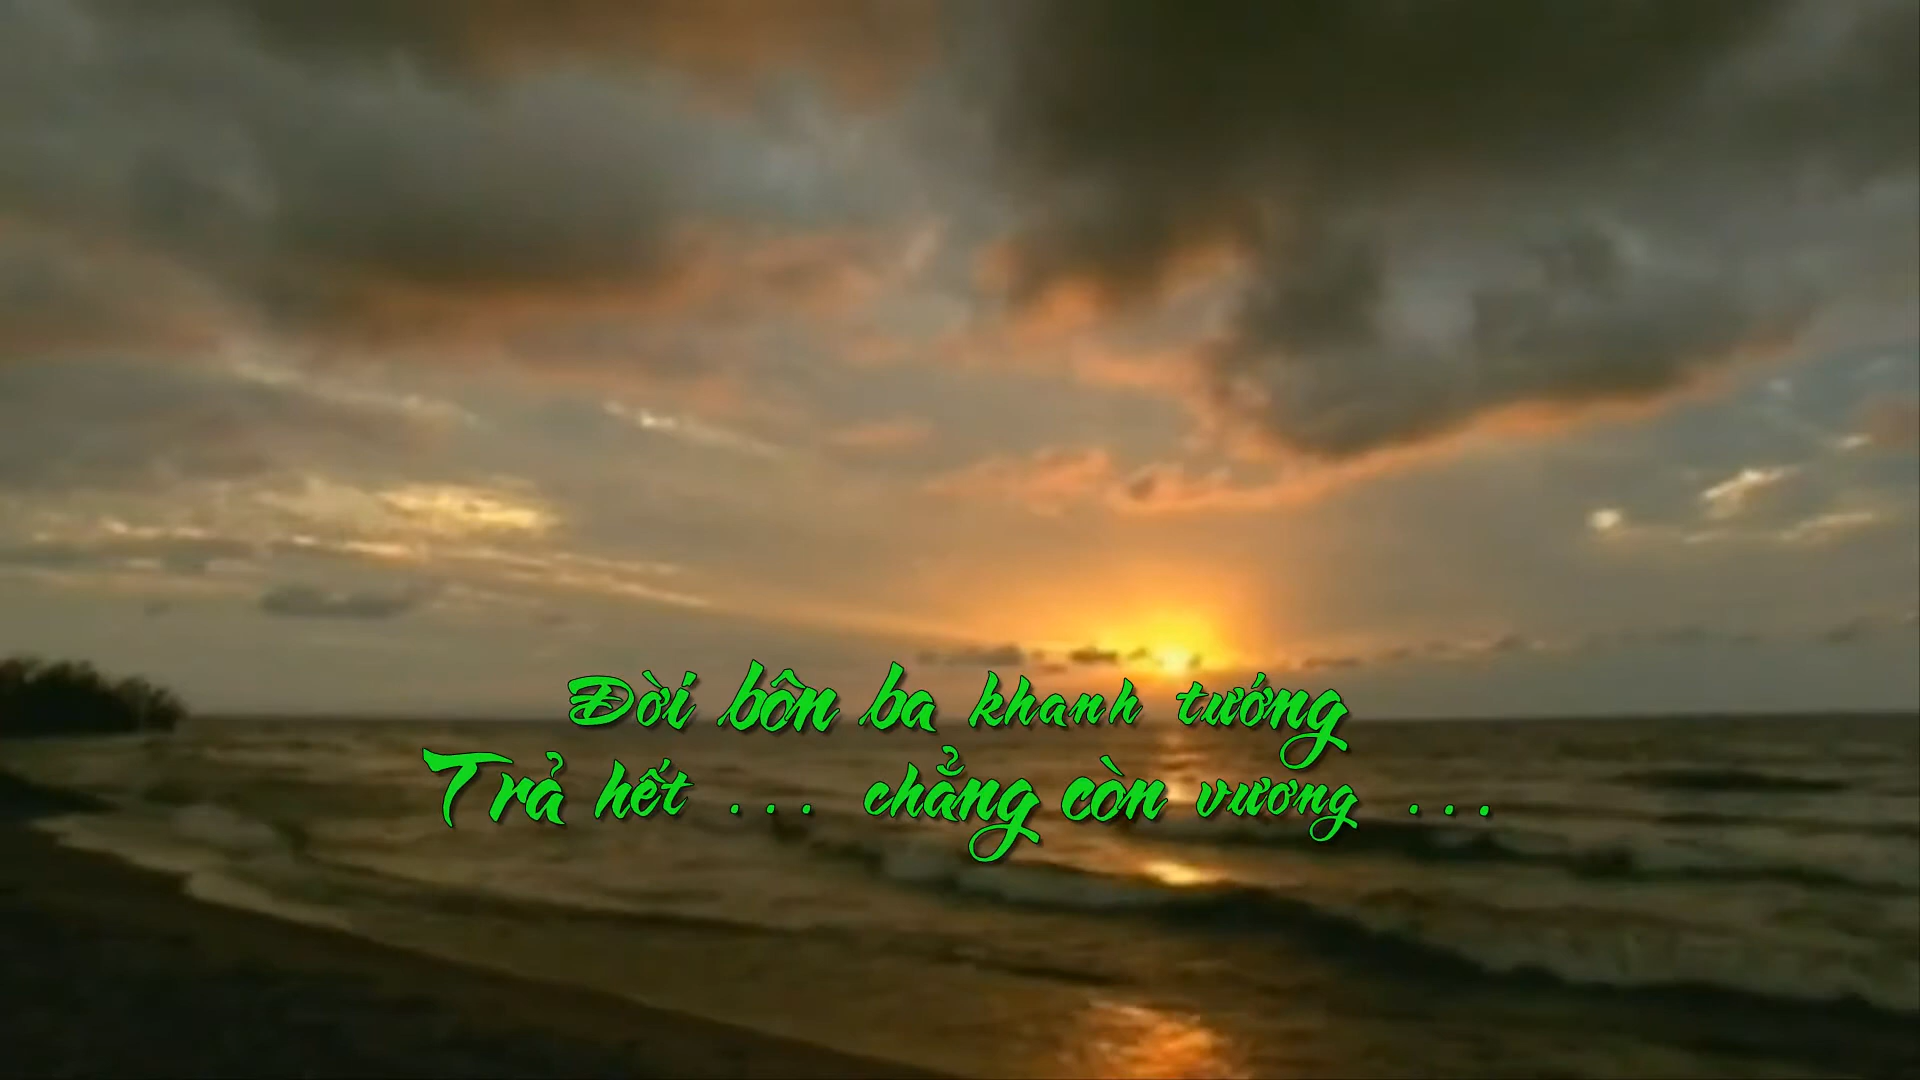 Đời bôn ba khanh tướng
Trả hết ... chẳng còn vương ...